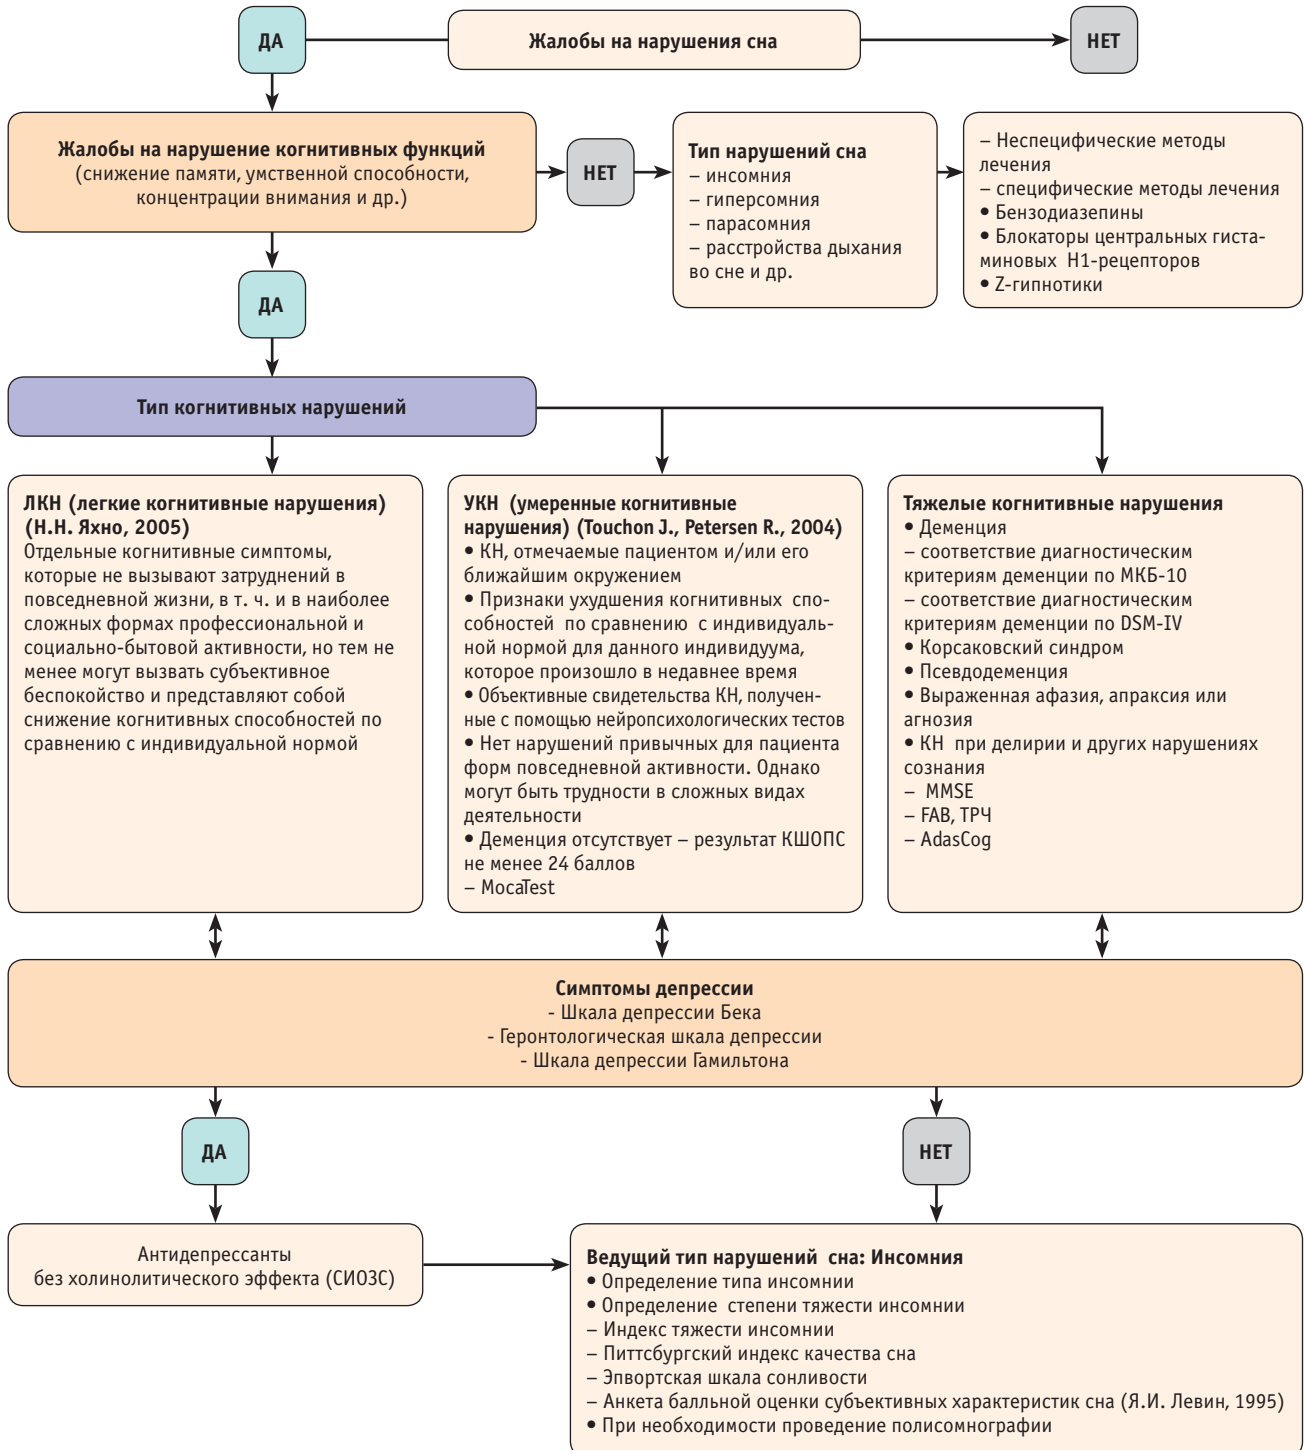 ДА
Жалобы на нарушения сна
НЕТ
Жалобы на нарушение когнитивных функций
(снижение памяти, умственной способности,
концентрации внимания и др.)
НЕТ
Тип нарушений сна
– инсомния
– гиперсомния
– парасомния
– расстройства дыхания
во сне и др.
– Неспецифические методы
лечения
– специфические методы лечения
• Бензодиазепины
• Блокаторы центральных гиста-
миновых Н1-рецепторов
• Z-гипнотики
ДА
Тип когнитивных нарушений
ЛКН (легкие когнитивные нарушения)
(Н.Н. Яхно, 2005)
Отдельные когнитивные симптомы,
которые не вызывают затруднений в
повседневной жизни, в т. ч. и в наиболее
сложных формах профессиональной и
социально-бытовой активности, но тем не
менее могут вызвать субъективное
беспокойство и представляют собой
снижение когнитивных способностей по
сравнению с индивидуальной нормой
УКН (умеренные когнитивные
нарушения) (Touchon J., Petersen R., 2004)
• КН, отмечаемые пациентом и/или его
ближайшим окружением
• Признаки ухудшения когнитивных спо-
собностей по сравнению с индивидуаль-
ной нормой для данного индивидуума,
которое произошло в недавнее время
• Объективные свидетельства КН, получен-
ные с помощью нейропсихологических тестов
• Нет нарушений привычных для пациента
форм повседневной активности. Однако
могут быть трудности в сложных видах
деятельности
• Деменция отсутствует – результат КШОПС
не менее 24 баллов
– MocaTest
Тяжелые когнитивные нарушения
• Деменция
– соответствие диагностическим
критериям деменции по МКБ-10
– соответствие диагностическим
критериям деменции по DSM-IV
• Корсаковский синдром
• Псевдодеменция
• Выраженная афазия, апраксия или
агнозия
• КН при делирии и других нарушениях
сознания
– MMSE
– FAB, ТРЧ
– AdasCog
Симптомы депрессии
- Шкала депрессии Бека
- Геронтологическая шкала депрессии
- Шкала депрессии Гамильтона
ДА
НЕТ
Антидепрессанты
без холинолитического эффекта (СИОЗС)
Ведущий тип нарушений сна: Инсомния
• Определение типа инсомнии
• Определение степени тяжести инсомнии
– Индекс тяжести инсомнии
– Питтсбургский индекс качества сна
– Эпвортская шкала сонливости
– Анкета балльной оценки субъективных характеристик сна (Я.И. Левин, 1995)
• При необходимости проведение полисомнографии